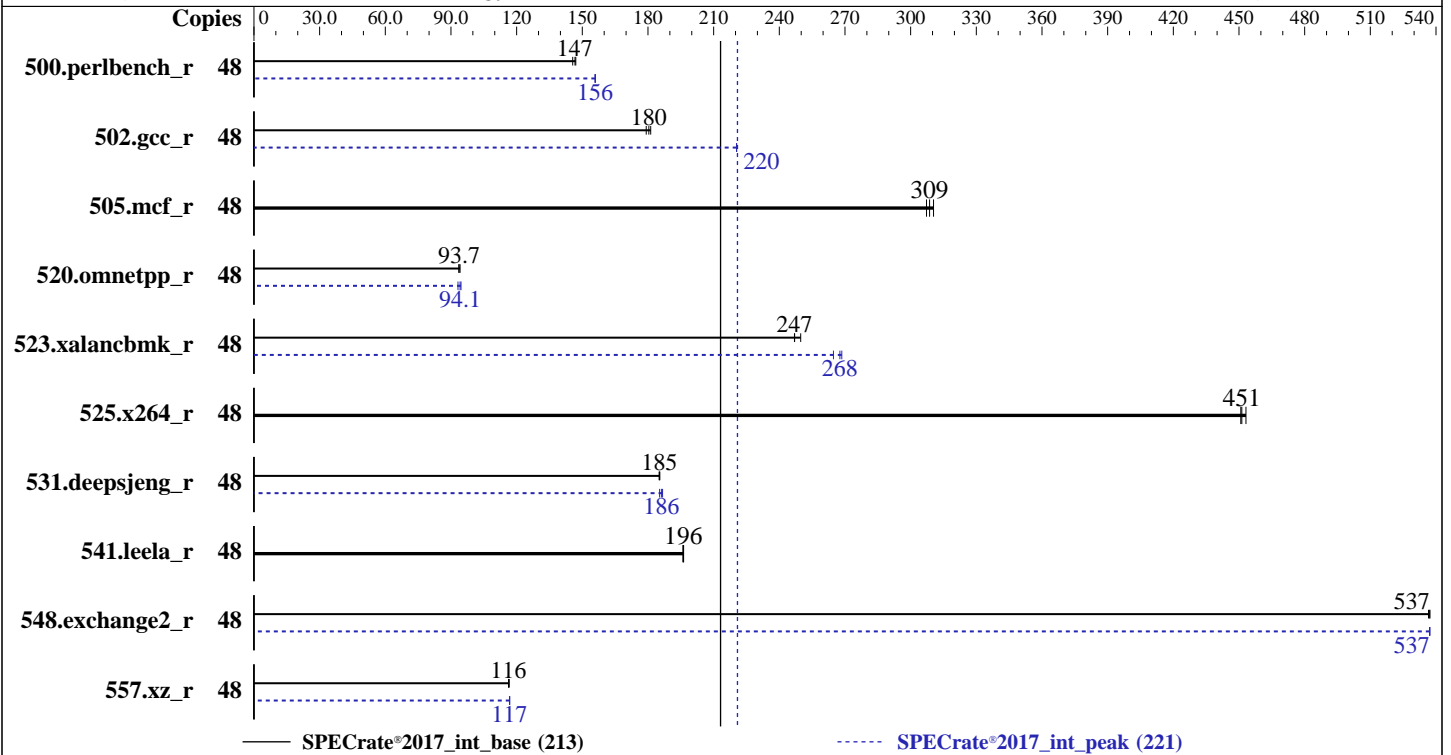 Copies 0 30.0 60.0 90.0 120 150 180 210 240 270 300 330 360 390 420 450 480 510 540
147
500.perlbench_r 48
156
180
502.gcc_r 48
220
309
505.mcf_r 48
93.7
520.omnetpp_r 48
94.1
247
523.xalancbmk_r 48
268
451
525.x264_r 48
185
531.deepsjeng_r 48
186
196
541.leela_r 48
537
548.exchange2_r 48
537
116
557.xz_r 48
117
SPECrate®2017_int_base (213) SPECrate®2017_int_peak (221)